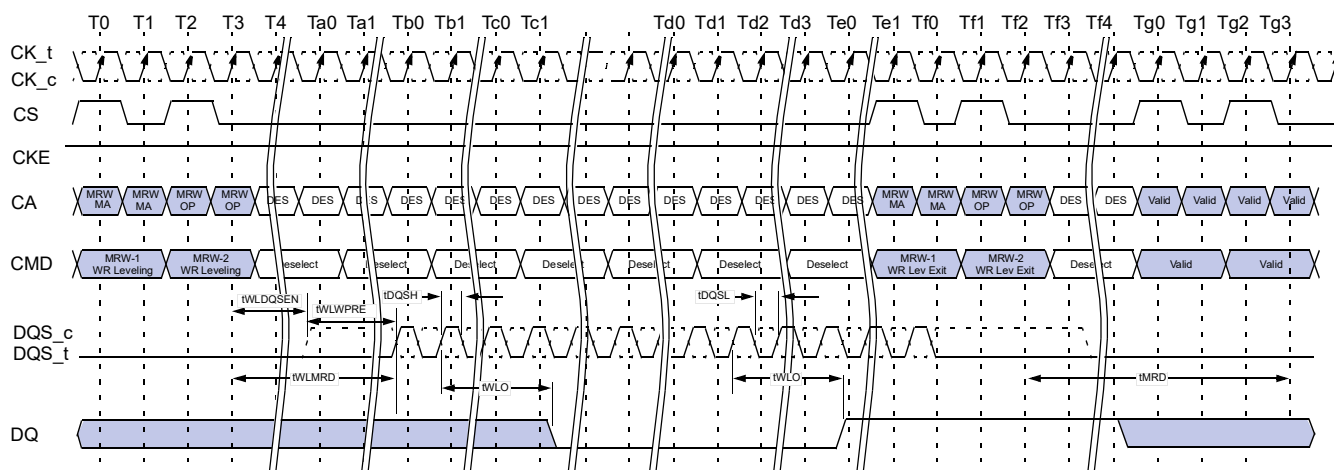 T0 T1 T2 T3 T4 Ta0 Ta1 Tb0 Tb1 Tc0 Tc1 Td0 Td1 Td2 Td3 Te0 Te1 Tf0 Tf1 Tf2 Tf3 Tf4 Tg0 Tg1 Tg2 Tg3
CK_t
CK_c
CS
CKE
CA
MRW MA
MRW MA
MRW OP
MRW OP
DES DES DES DES DES DES DES DES DES DES DES DES DES DES
MRW MA
MRW MA
MRW OP
MRW OP
DES DES Valid Valid Valid Valid
CMD
MRW-1 WR Leveling
MRW-2 WR Leveling
Deselect Deselect Deselect Deselect Deselect Deselect Deselect
MRW-1 WR Lev Exit
MRW-2 WR Lev Exit
Deselect Valid Valid
tWLDQSEN tWLWPRE tDQSH tDQSL
DQS_c
DQS_t
tWLMRD tWLO tWLO tMRD
DQ